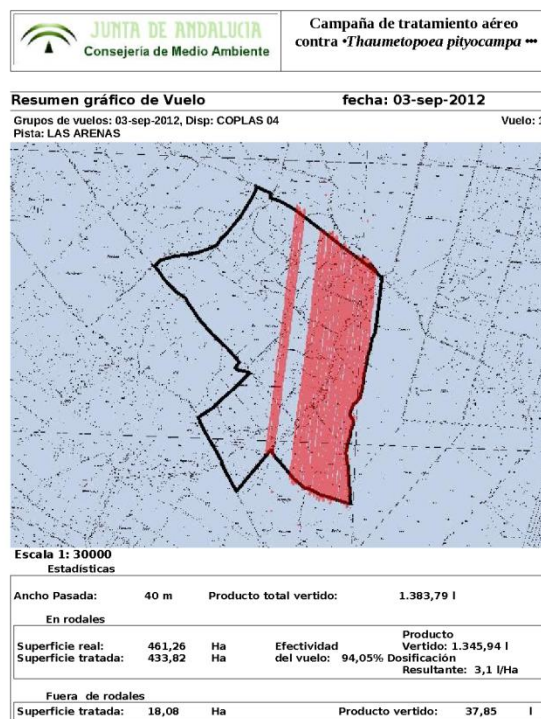 JUNTA DE ANDALUCIA
Consejería de Medio Ambiente
Campaña de tratamiento aéreo
contra •Thaumetopoea pityocampa •••
Resumen gráfico de Vuelo fecha: 03-sep-2012
Grupos de vuelos: 03-sep-2012, Disp: COPLAS 04 Vuelo: 1
Pista: LAS ARENAS
Escala 1: 30000
Estadísticas
Ancho Pasada: 40 m Producto total vertido: 1.383,79 l
En rodales
Superficie real: 461,26 Ha
Superficie tratada: 433,82 Ha
Efectividad
del vuelo: 94,05%
Producto
Vertido: 1.345,94 l
Dosificación
Resultante: 3,1 l/Ha
Fuera de rodales
Superficie tratada: 18,08 Ha Producto vertido: 37,85 l